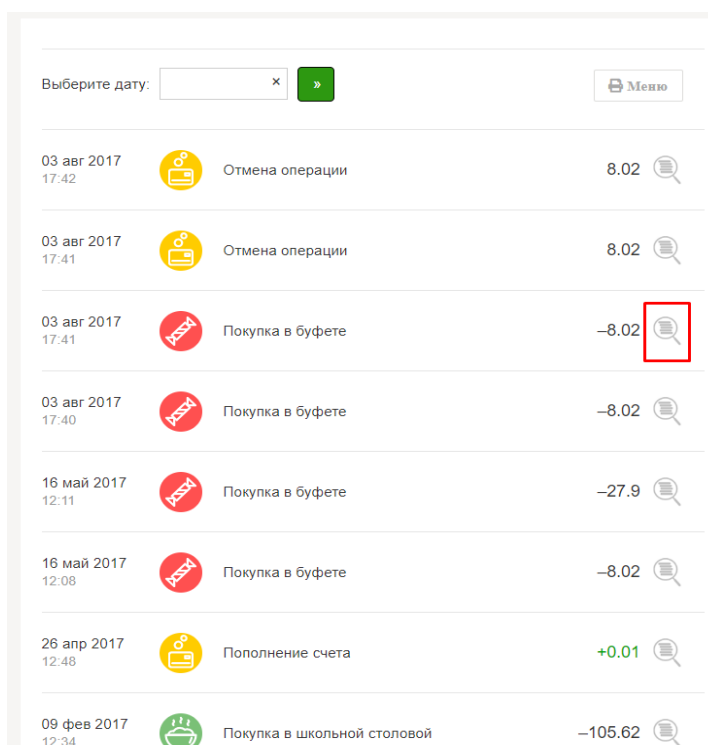 Выберите дату: × » Меню
03 авг 2017
17:42
Отмена операции 8.02
03 авг 2017
17:41
Отмена операции 8.02
03 авг 2017
17:41
Покупка в буфете –8.02
03 авг 2017
17:40
Покупка в буфете –8.02
16 май 2017
12:11
Покупка в буфете –27.9
16 май 2017
12:08
Покупка в буфете –8.02
26 апр 2017
12:48
Пополнение счета +0.01
09 фев 2017
12:34
Покупка в школьной столовой –105.62